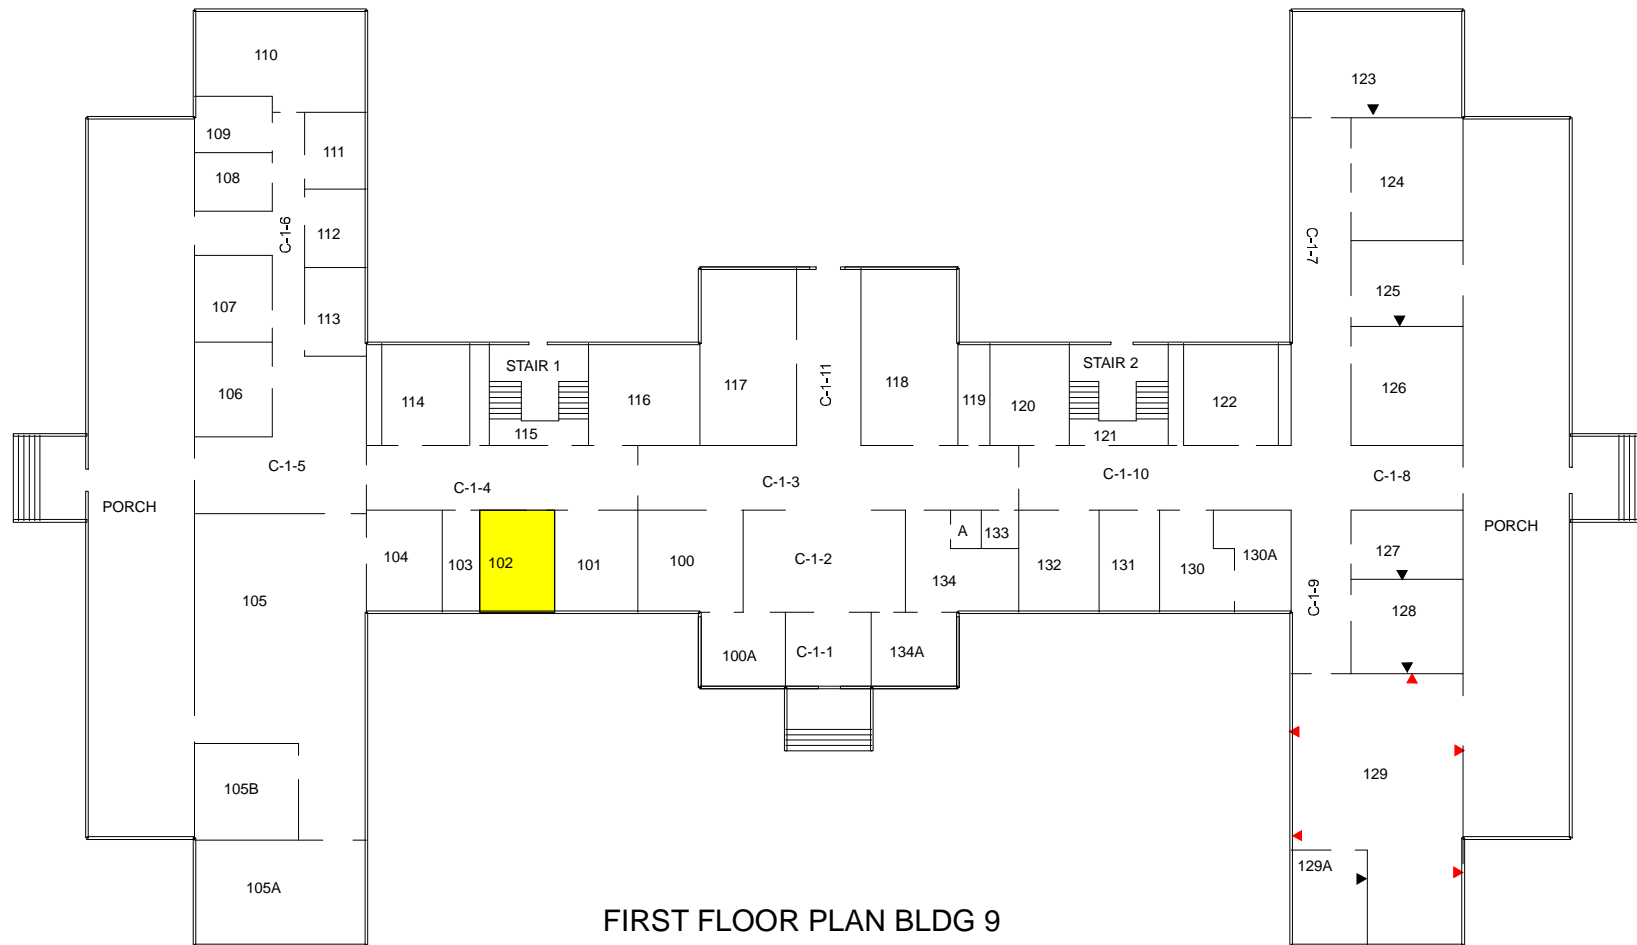 110
123
109
111
108
124
112
C-1-6
C-1-7
107
125
113
STAIR 1
STAIR 2
117
C-1-11
118
106
126
114
116
119
120
122
115
121
C-1-5
C-1-4
C-1-3
C-1-10
C-1-8
PORCH
PORCH
A
133
104
103
102
101
100
C-1-2
134
132
131
130
130A
127
105
C-1-9
128
100A
C-1-1
134A
129
105B
129A
105A
FIRST FLOOR PLAN BLDG 9